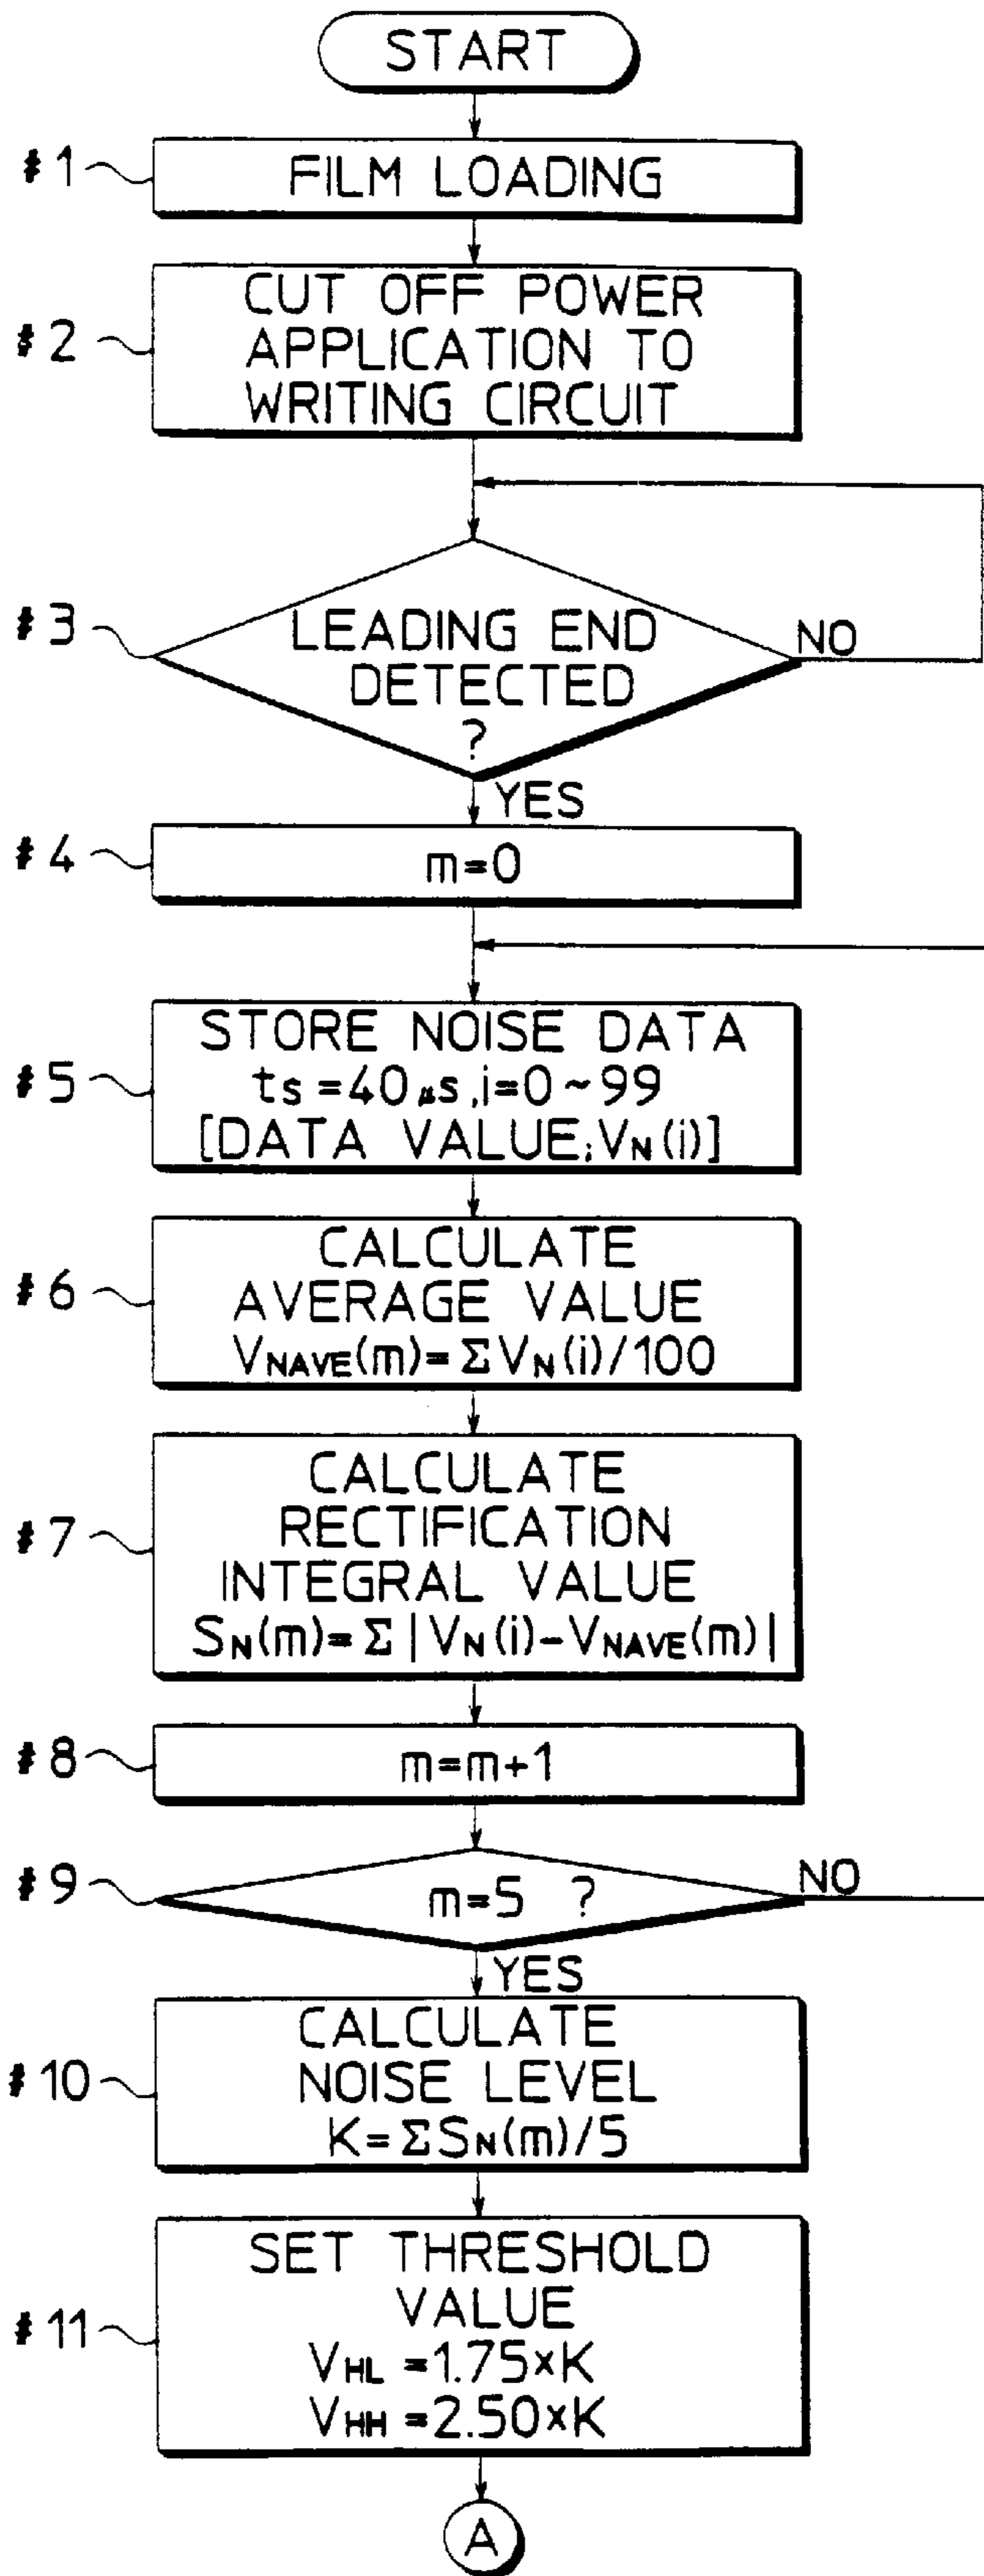 START
#1
FILM LOADING
#2
CUT OFF POWER
APPLICATION TO
WRITING CIRCUIT
#3
LEADING END
DETECTED
?
NO
YES
#4
m=0
#5
STORE NOISE DATA
ts=40μs,i=0~99
[DATA VALUE;VN(i)]
#6
CALCULATE
AVERAGE VALUE
VNAVE(m)=ΣVN(i)/100
#7
CALCULATE
RECTIFICATION
INTEGRAL VALUE
SN(m)=Σ|VN(i)-VNAVE(m)|
#8
m=m+1
#9
m=5 ?
NO
YES
#10
CALCULATE
NOISE LEVEL
K=ΣSN(m)/5
#11
SET THRESHOLD
VALUE
VHL=1.75×K
VHH=2.50×K
A